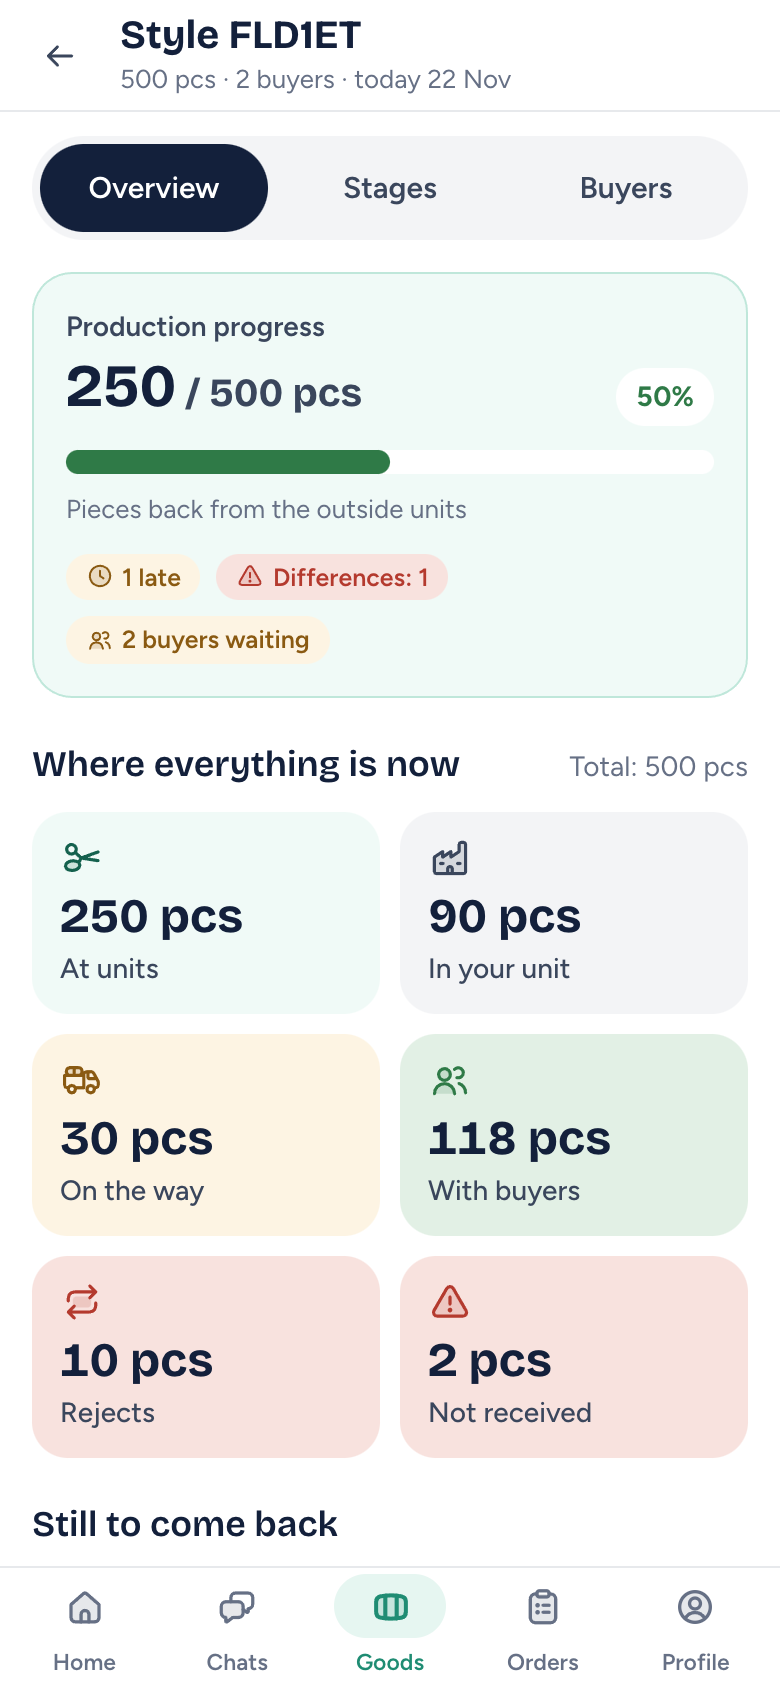 Style FLD1ET
500 pcs · 2 buyers · today 22 Nov
Overview
Stages
Buyers
Production progress
250 / 500 pcs
50%
Pieces back from the outside units
1 late
Differences: 1
2 buyers waiting
Where everything is now
Total: 500 pcs
250 pcs
At units
90 pcs
In your unit
30 pcs
On the way
118 pcs
With buyers
10 pcs
Rejects
2 pcs
Not received
Still to come back
Home
Chats
Goods
Orders
Profile